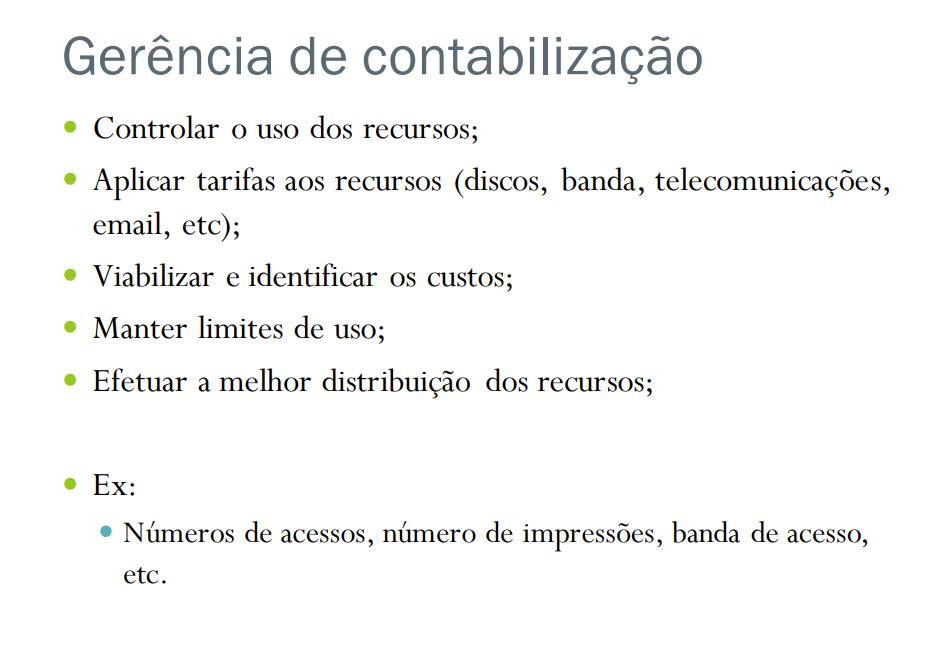 Gerência de contabilização
Controlar o uso dos recursos;
Aplicar tarifas aos recursos (discos, banda, telecomunicações,
email, etc);
Viabilizar e identificar os custos;
Manter limites de uso;
Efetuar a melhor distribuição dos recursos;
Ex:
Números de acessos, número de impressões, banda de acesso,
etc.